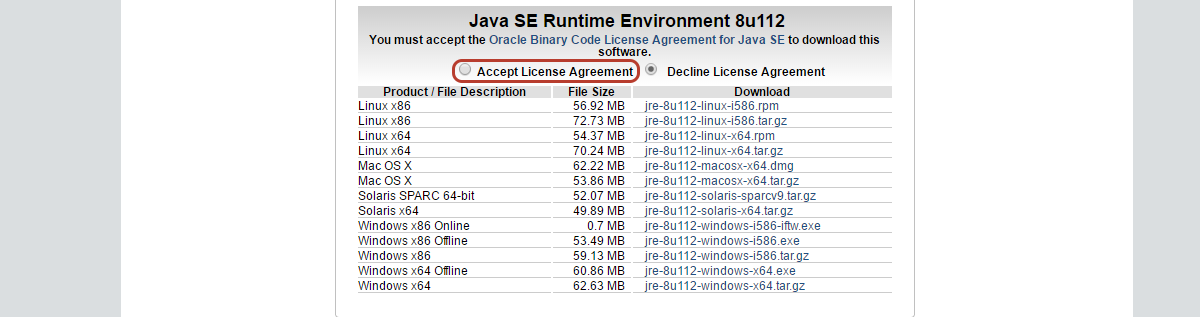 Java SE Runtime Environment 8u112
You must accept the Oracle Binary Code License Agreement for Java SE to download this
software.
Accept License Agreement Decline License Agreement
Product / File Description File Size Download
Linux x86 56.92 MB jre-8u112-linux-i586.rpm
Linux x86 72.73 MB jre-8u112-linux-i586.tar.gz
Linux x64 54.37 MB jre-8u112-linux-x64.rpm
Linux x64 70.24 MB jre-8u112-linux-x64.tar.gz
Mac OS X 62.22 MB jre-8u112-macosx-x64.dmg
Mac OS X 53.86 MB jre-8u112-macosx-x64.tar.gz
Solaris SPARC 64-bit 52.07 MB jre-8u112-solaris-sparcv9.tar.gz
Solaris x64 49.89 MB jre-8u112-solaris-x64.tar.gz
Windows x86 Online 0.7 MB jre-8u112-windows-i586-iftw.exe
Windows x86 Offline 53.49 MB jre-8u112-windows-i586.exe
Windows x86 59.13 MB jre-8u112-windows-i586.tar.gz
Windows x64 Offline 60.86 MB jre-8u112-windows-x64.exe
Windows x64 62.63 MB jre-8u112-windows-x64.tar.gz